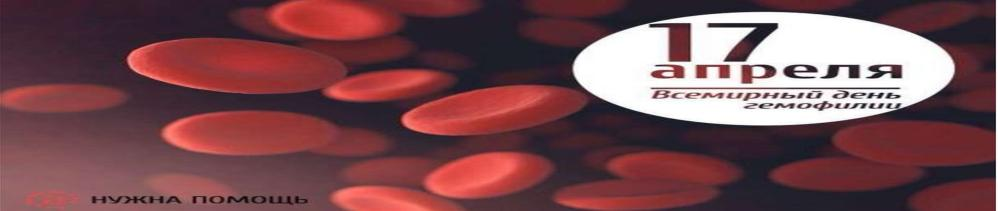 17
апреля
Всемирный день
гемофилии
НУЖНА ПОМОЩЬ